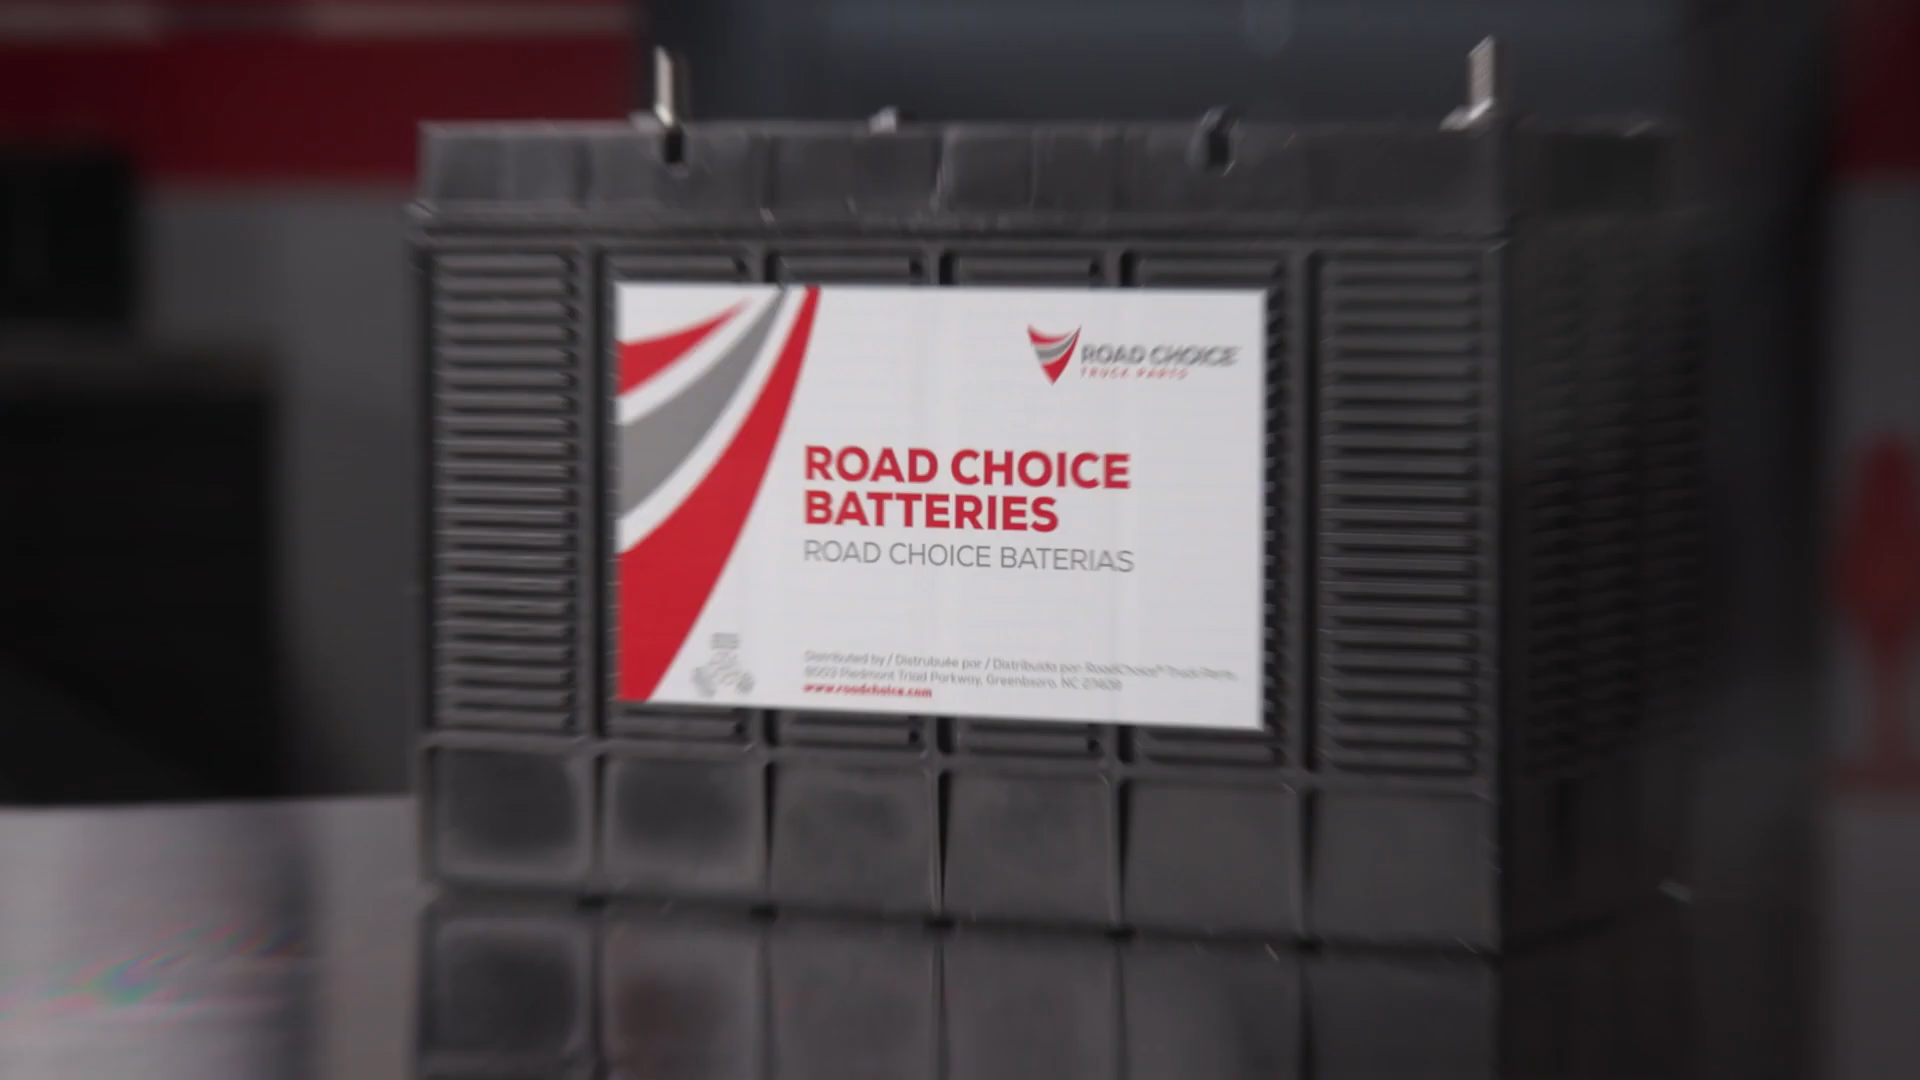 ROAD CHOICE
TRUCK PARTS
ROAD CHOICE
BATTERIES
ROAD CHOICE BATERIAS
Distributed by / Distrubuée par / Distribuida por: RoadChoice® Truck Parts
Piedmont Triad Parkway, Greensboro, NC
www.roadchoice.com